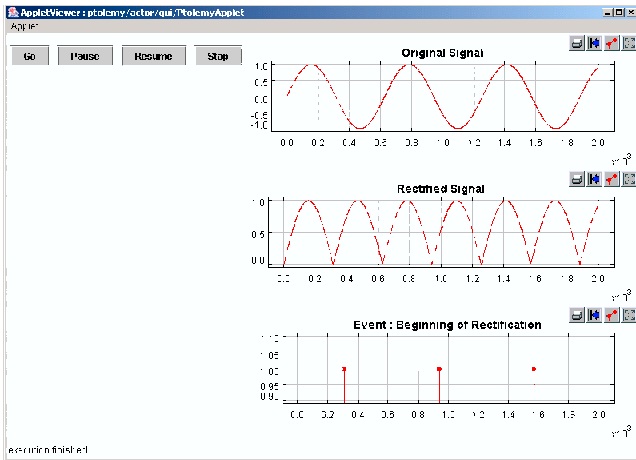 AppletViewer: ptolemy/actor/gui/PtolemyApplet
Applet
Go Pause Resume Stop
Original Signal
1.0
0.5
0.0
-0.5
-1.0
0.0 0.2 0.4 0.6 0.8 1.0 1.2 1.4 1.6 1.8 2.0
Rectified Signal
1.0
0.5
0.0
0.0 0.2 0.4 0.6 0.8 1.0 1.2 1.4 1.6 1.8 2.0
Event : Beginning of Rectification
1.10
1.05
1.00
0.95
0.90
0.0 0.2 0.4 0.6 0.8 1.0 1.2 1.4 1.6 1.8 2.0
execution finished.